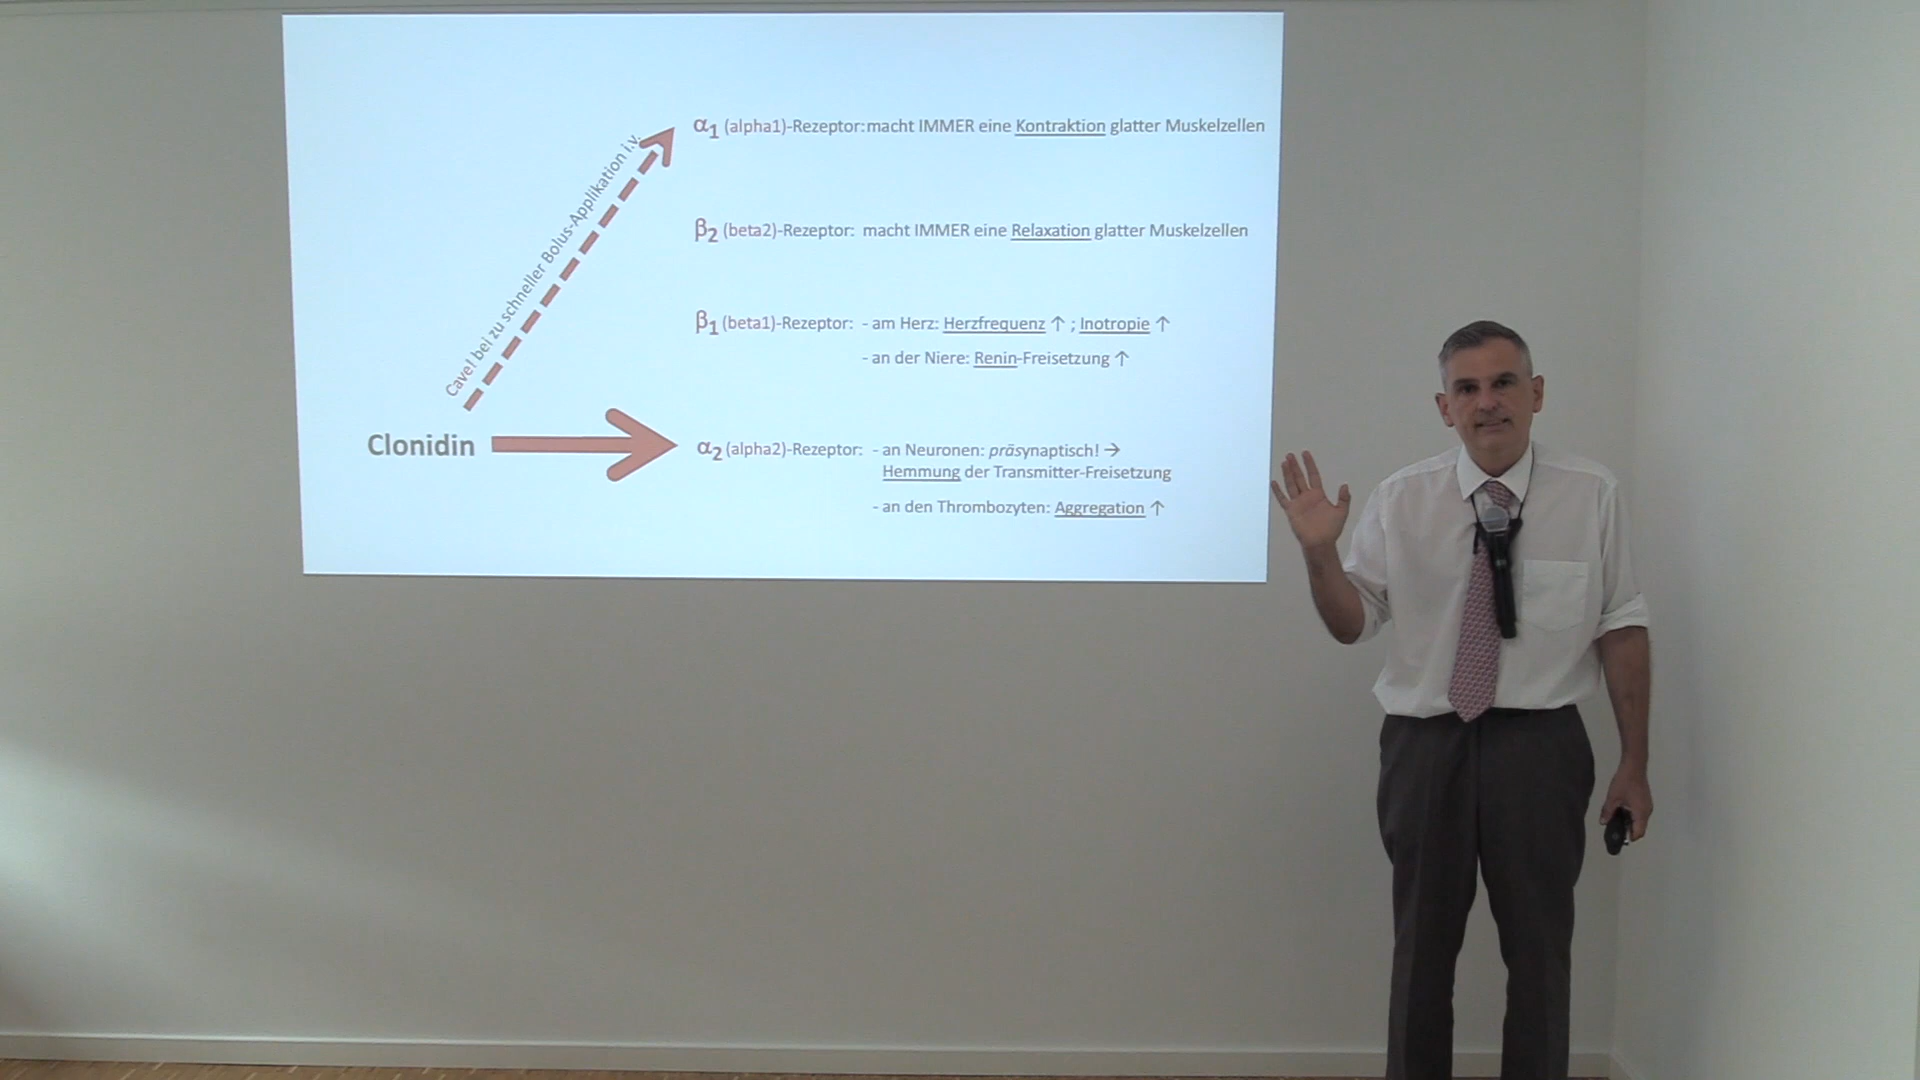 α1 (alpha1)-Rezeptor: macht IMMER eine Kontraktion glatter Muskelzellen
Cave! bei zu schneller Bolus-Applikation i.v.
β2 (beta2)-Rezeptor: macht IMMER eine Relaxation glatter Muskelzellen
β1 (beta1)-Rezeptor: - am Herz: Herzfrequenz ↑ ; Inotropie ↑
- an der Niere: Renin-Freisetzung ↑
Clonidin
α2 (alpha2)-Rezeptor: - an Neuronen: präsynaptisch! →
Hemmung der Transmitter-Freisetzung
- an den Thrombozyten: Aggregation ↑